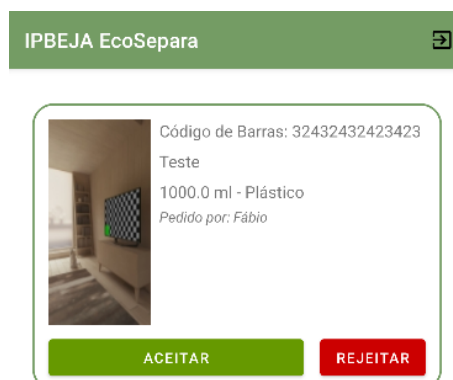 IPBEJA EcoSepara
Código de Barras: 32432432423423
Teste
1000.0 ml - Plástico
Pedido por: Fábio
ACEITAR
REJEITAR